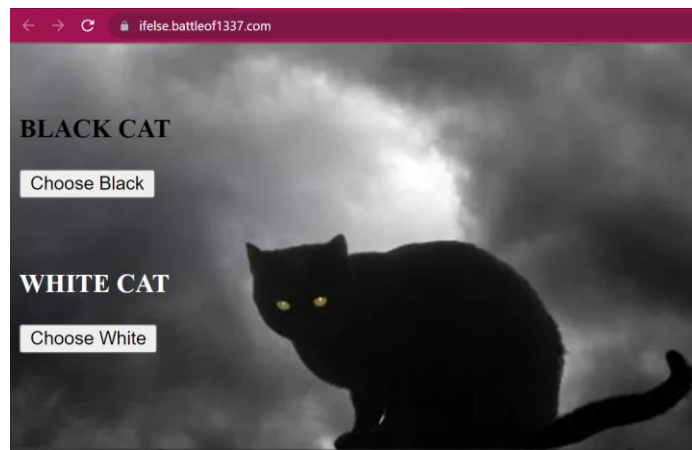 ifelse.battleof1337.com
BLACK CAT
Choose Black
WHITE CAT
Choose White